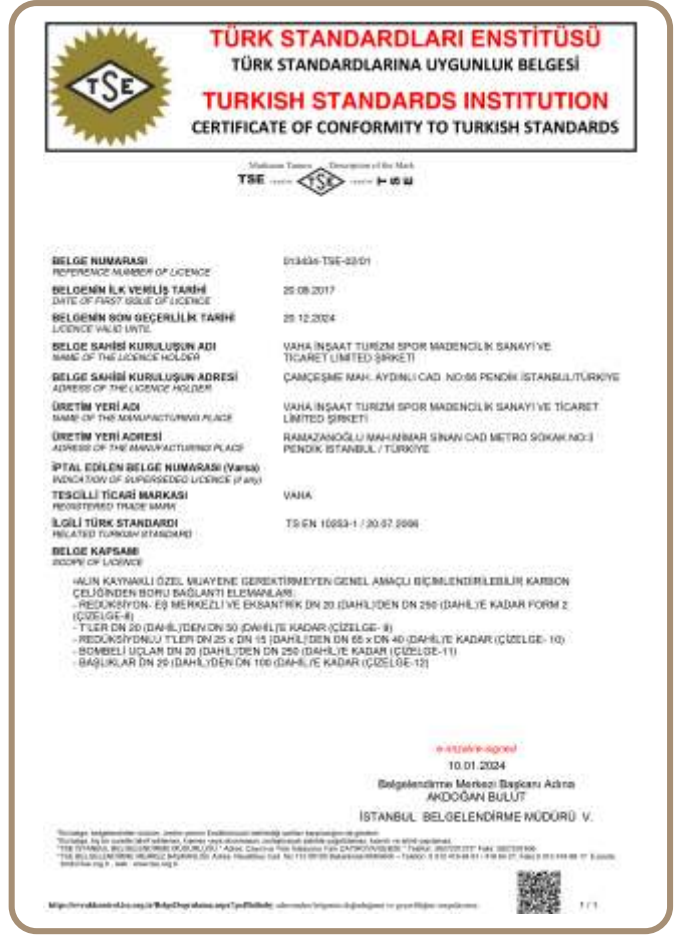 TSE
TÜRK STANDARDLARI ENSTİTÜSÜ
TÜRK STANDARDLARINA UYGUNLUK BELGESİ
TURKISH STANDARDS INSTITUTION
CERTIFICATE OF CONFORMITY TO TURKISH STANDARDS
Markanın Tanımı Description of the Mark
TSE TSE TSE
BELGE NUMARASI 013434-TSE-02/01
REFERENCE NUMBER OF LICENCE
BELGENİN İLK VERİLİŞ TARİHİ 20.09.2017
DATE OF FIRST ISSUE OF LICENCE
BELGENİN SON GEÇERLİLİK TARİHİ 20.12.2024
LICENCE VALID UNTIL
BELGE SAHİBİ KURULUŞUN ADI VAHA İNŞAAT TURİZM SPOR MADENCİLİK SANAYİ VE
NAME OF THE LICENCE HOLDER TİCARET LİMİTED ŞİRKETİ
BELGE SAHİBİ KURULUŞUN ADRESİ ÇAMÇEŞME MAH. AYDINLI CAD. NO:66 PENDİK İSTANBUL/TÜRKİYE
ADRESS OF THE LICENCE HOLDER
ÜRETİM YERİ ADI VAHA İNŞAAT TURİZM SPOR MADENCİLİK SANAYİ VE TİCARET
NAME OF THE MANUFACTURING PLACE LİMİTED ŞİRKETİ
ÜRETİM YERİ ADRESİ RAMAZANOĞLU MAH.MİMAR SİNAN CAD METRO SOKAK NO:3
ADRESS OF THE MANUFACTURING PLACE PENDİK İSTANBUL / TÜRKİYE
İPTAL EDİLEN BELGE NUMARASI (Varsa)
INDICATION OF SUPERSEDED LICENCE (if any)
TESCİLLİ TİCARİ MARKASI VAHA
REGISTERED TRADE MARK
İLGİLİ TÜRK STANDARDI TS EN 10253-1 / 20.07.2006
RELATED TURKISH STANDARD
BELGE KAPSAMI
SCOPE OF LICENCE
-ALIN KAYNAKLI ÖZEL MUAYENE GEREKTİRMEYEN GENEL AMAÇLI BİÇİMLENDİRİLEBİLİR KARBON
ÇELİĞİNDEN BORU BAĞLANTI ELEMANLARI:
- REDÜKSİYON- EŞ MERKEZLİ VE EKSANTRİK DN 20 (DAHİL)'DEN DN 250 (DAHİL)'E KADAR FORM 2
(ÇİZELGE-8)
- T'LER DN 20 (DAHİL)'DEN DN 50 (DAHİL)'E KADAR (ÇİZELGE- 9)
- REDÜKSİYONLU T'LER DN 25 x DN 15 (DAHİL)'DEN DN 65 x DN 40 (DAHİL)'E KADAR (ÇİZELGE- 10)
- BOMBELİ UÇLAR DN 20 (DAHİL)'DEN DN 250 (DAHİL)'E KADAR (ÇİZELGE-11)
- BAŞLIKLAR DN 20 (DAHİL)'DEN DN 100 (DAHİL)'E KADAR (ÇİZELGE-12)
e-imzalı/e-signed
10.01.2024
Belgelendirme Merkezi Başkanı Adına
AKDOĞAN BULUT
İSTANBUL BELGELENDİRME MÜDÜRÜ V.
1 / 1